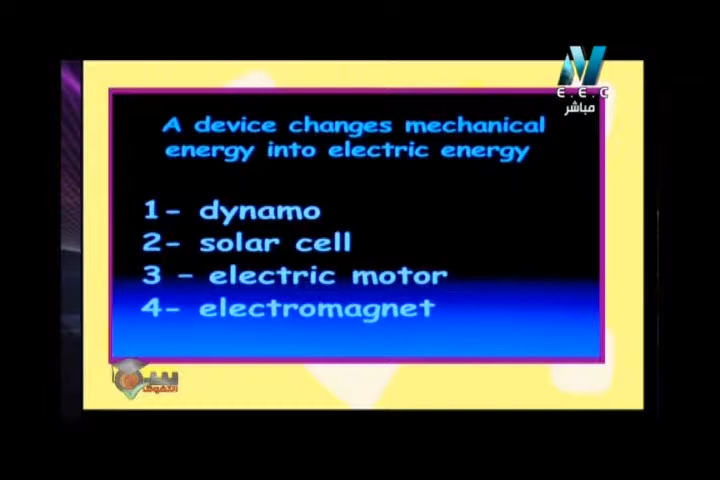 E.E.C
مباشر
A device changes mechanical
energy into electric energy
1- dynamo
2- solar cell
3 - electric motor
4- electromagnet